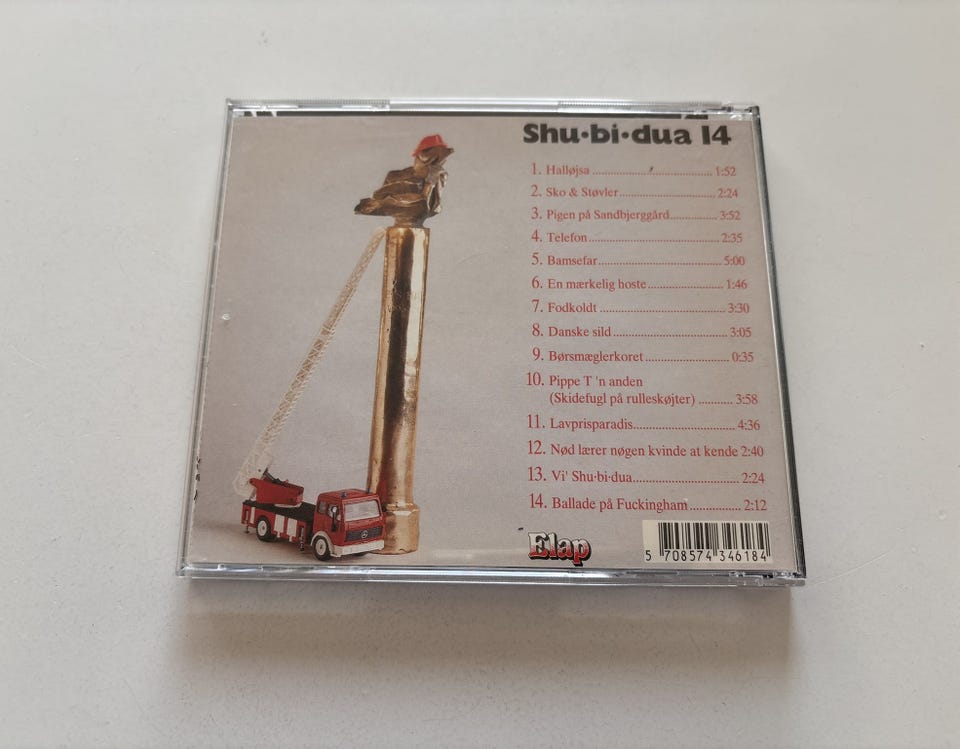 Shu·bi·dua 14
1. Halløjsa 1:52
2. Sko & Støvler 2:24
3. Pigen på Sandbjerggård 3:52
4. Telefon 2:35
5. Bamsefar 5:00
6. En mærkelig hoste 1:46
7. Fodkoldt 3:30
8. Danske sild 3:05
9. Børsmæglerkoret 0:35
10. Pippe T 'n anden
(Skidefugl på rulleskøjter) 3:58
11. Lavprisparadis 4:36
12. Nød lærer nøgen kvinde at kende 2:40
13. Vi' Shu·bi·dua 2:24
14. Ballade på Fuckingham 2:12
Elap
5 708574 346184